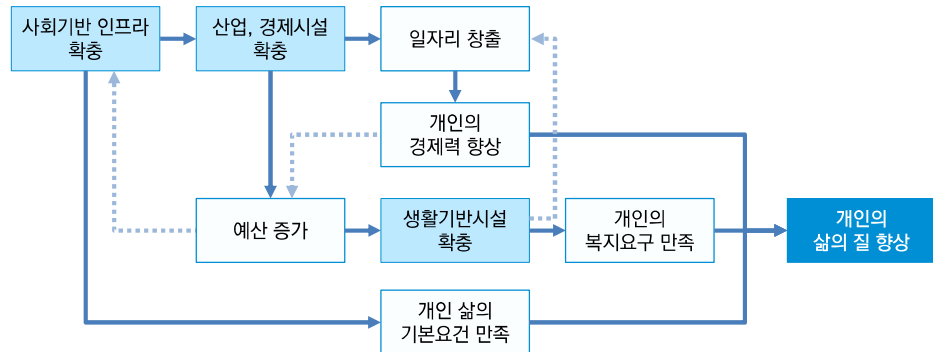 사회기반 인프라
확충
산업, 경제시설
확충
일자리 창출
개인의
경제력 향상
예산 증가
생활기반시설
확충
개인의
복지요구 만족
개인의
삶의 질 향상
개인 삶의
기본요건 만족